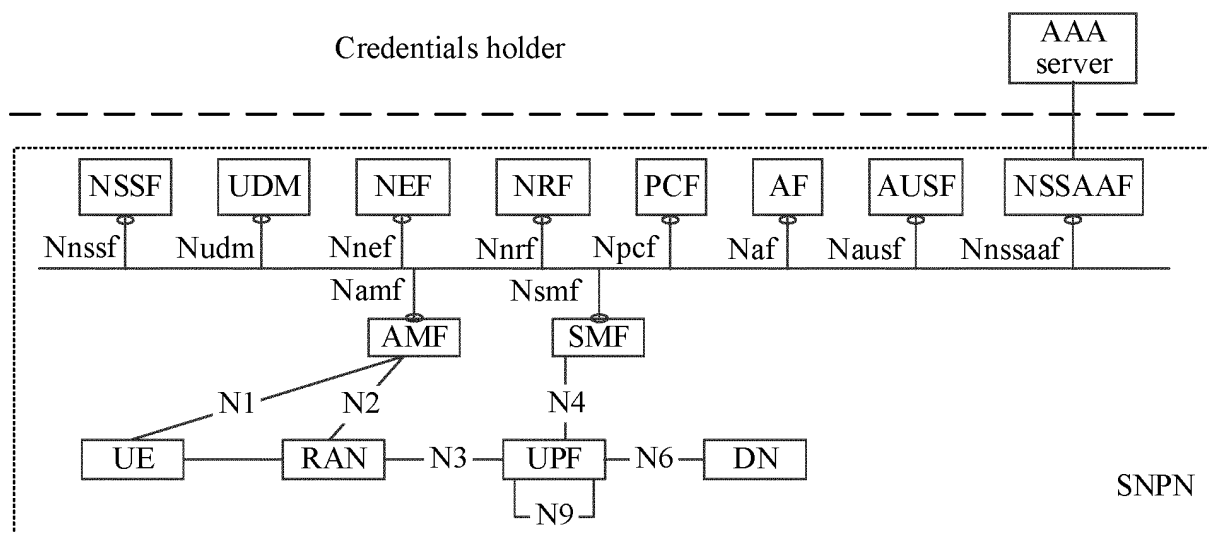 Credentials holder
AAA
server
NSSF UDM NEF NRF PCF AF AUSF NSSAAF
Nnssf Nudm Nnef Nnrf Npcf Naf Nausf Nnssaaf
Namf Nsmf
AMF SMF
N1 N2 N4
UE RAN N3 UPF N6 DN
SNPN
N9